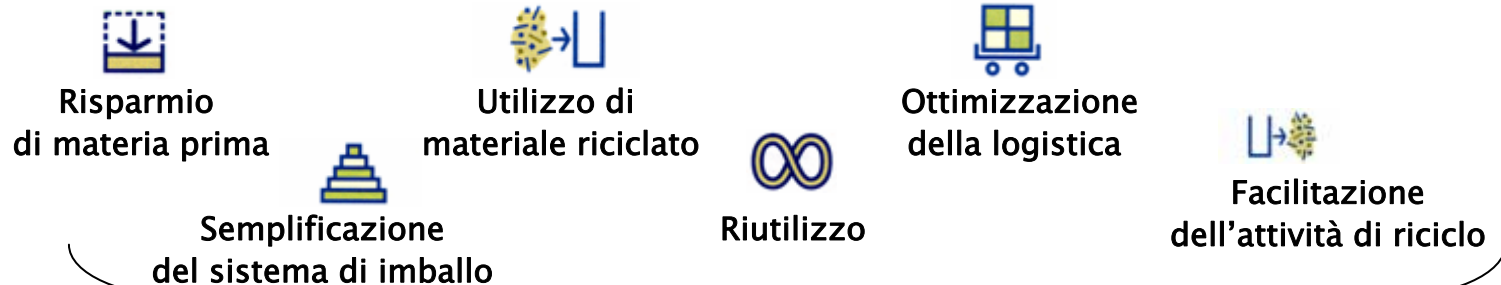 Risparmio
di materia prima
Utilizzo di
materiale riciclato
Ottimizzazione
della logistica
Semplificazione
del sistema di imballo
Riutilizzo
Facilitazione
dell'attività di riciclo